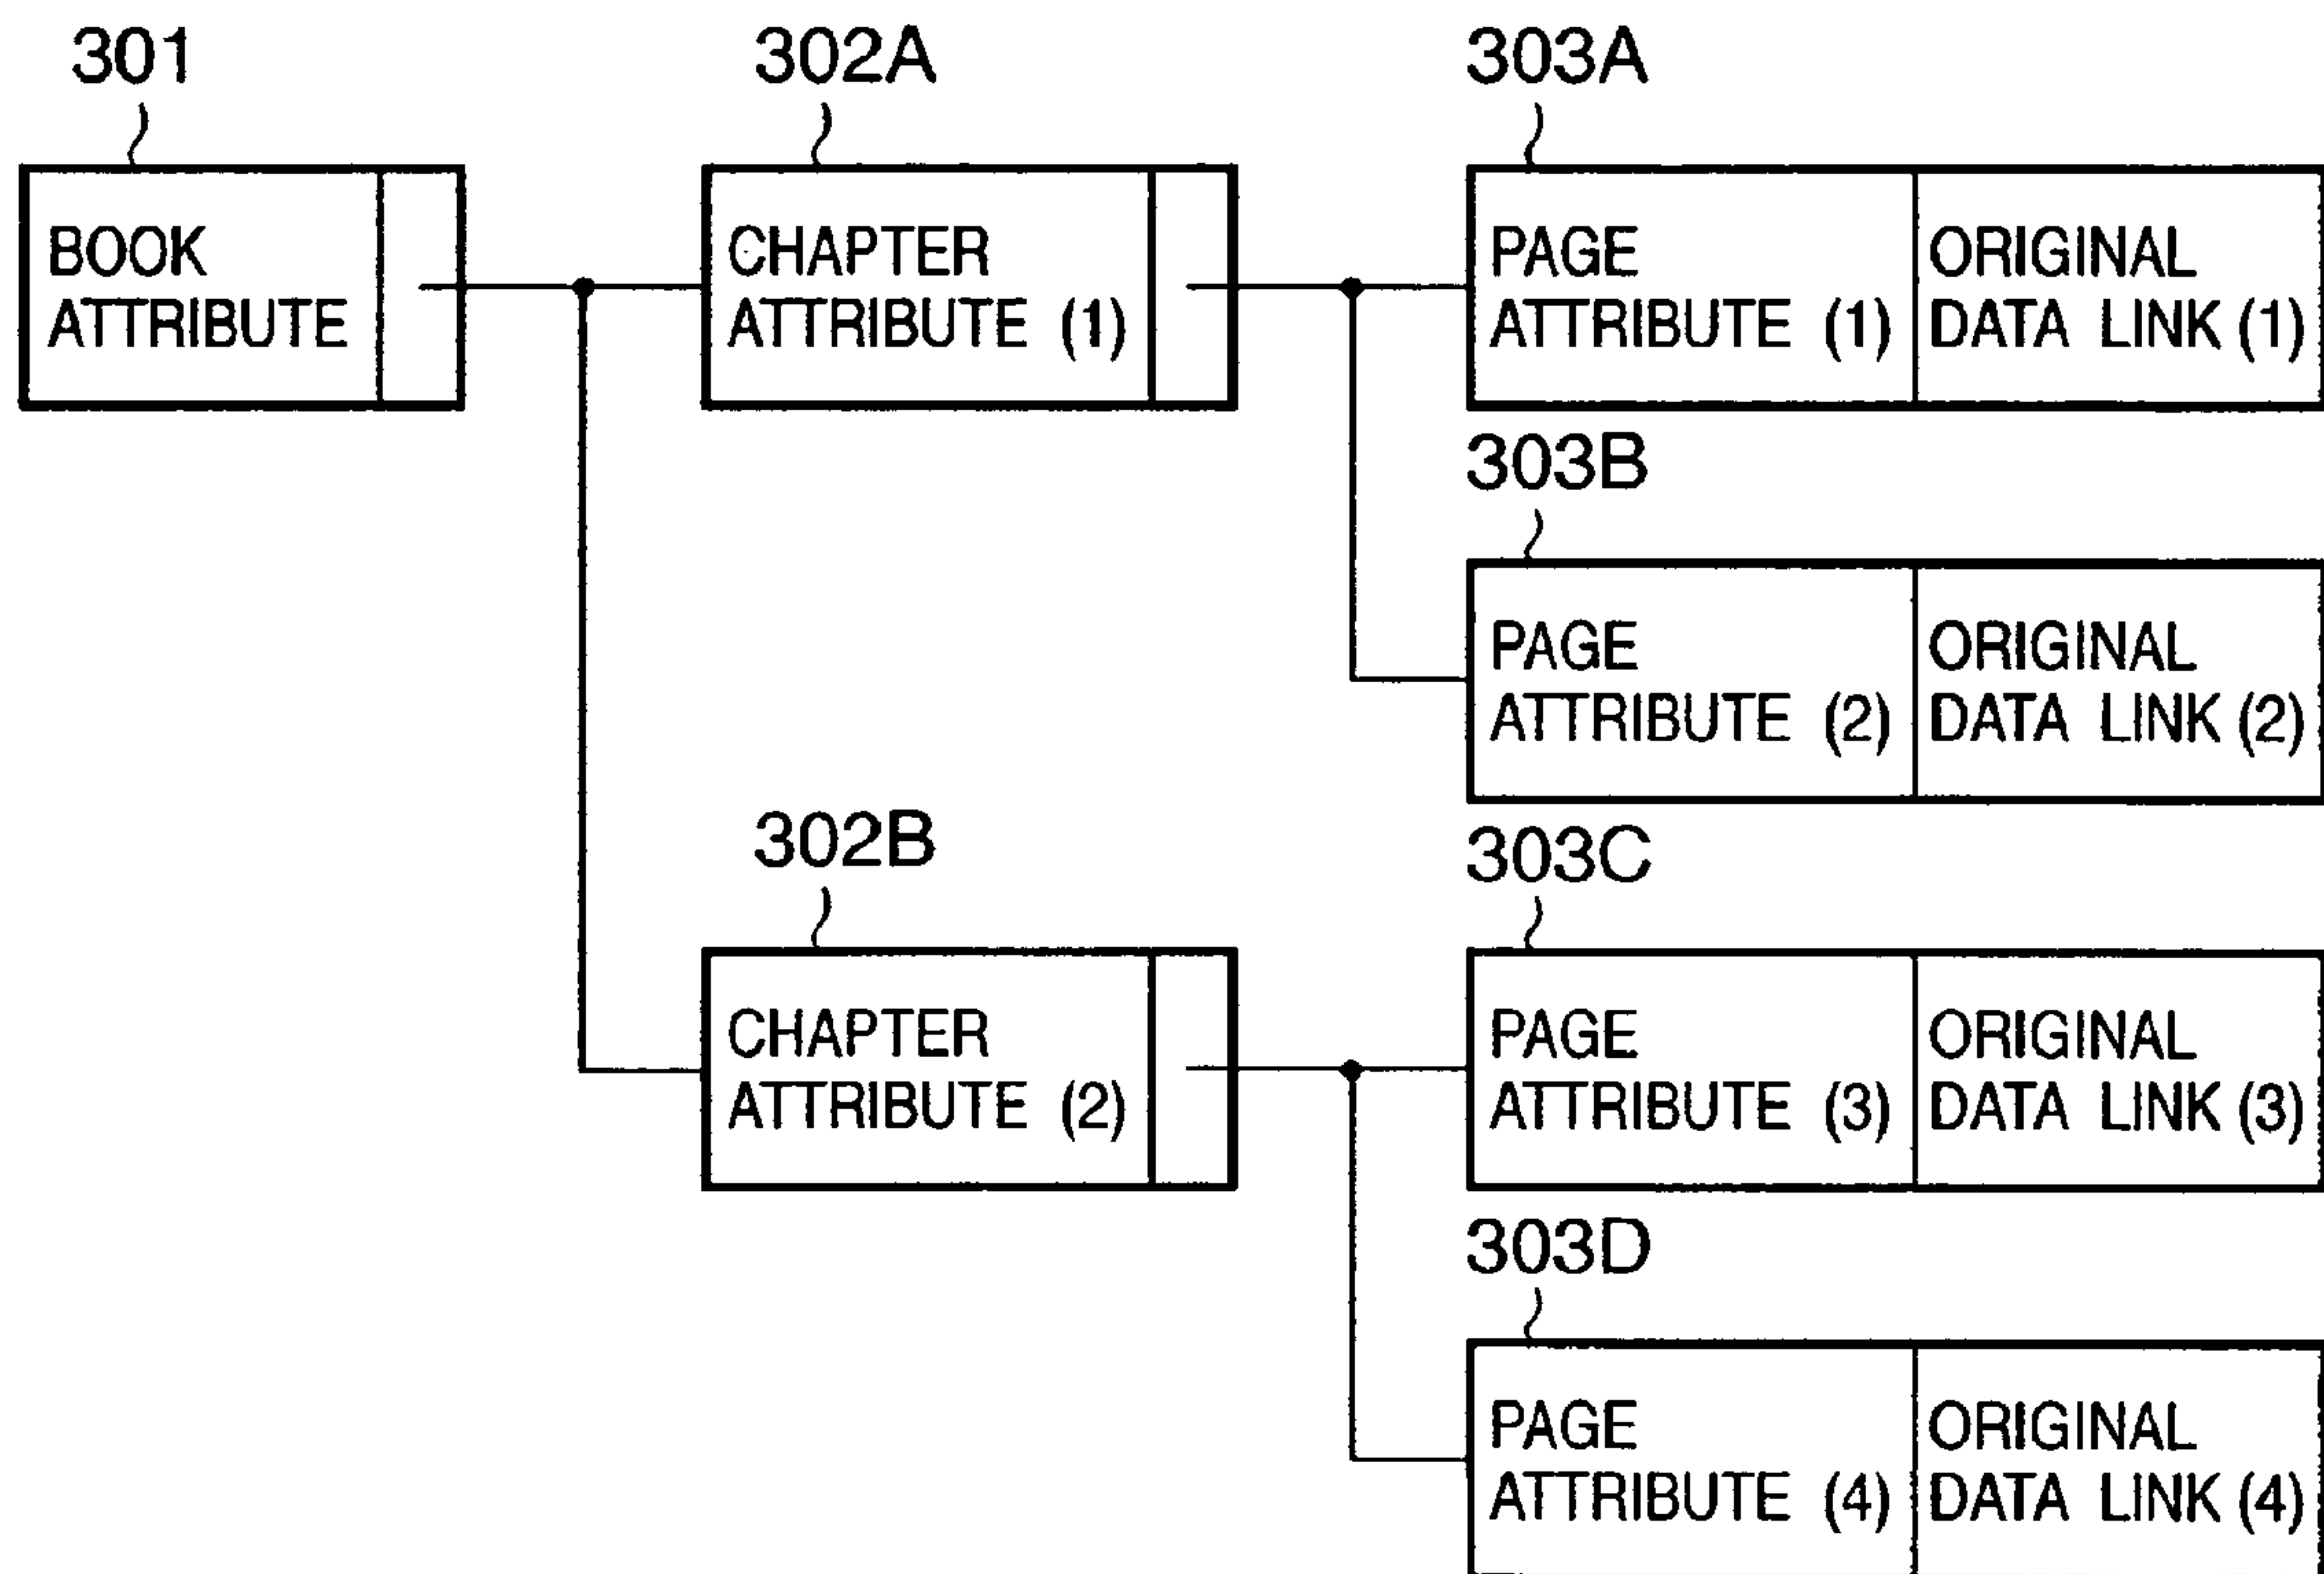 301
302A
303A
BOOK
ATTRIBUTE
CHAPTER
ATTRIBUTE (1)
PAGE
ATTRIBUTE (1)
ORIGINAL
DATA LINK (1)
303B
PAGE
ATTRIBUTE (2)
ORIGINAL
DATA LINK (2)
302B
303C
CHAPTER
ATTRIBUTE (2)
PAGE
ATTRIBUTE (3)
ORIGINAL
DATA LINK (3)
303D
PAGE
ATTRIBUTE (4)
ORIGINAL
DATA LINK (4)